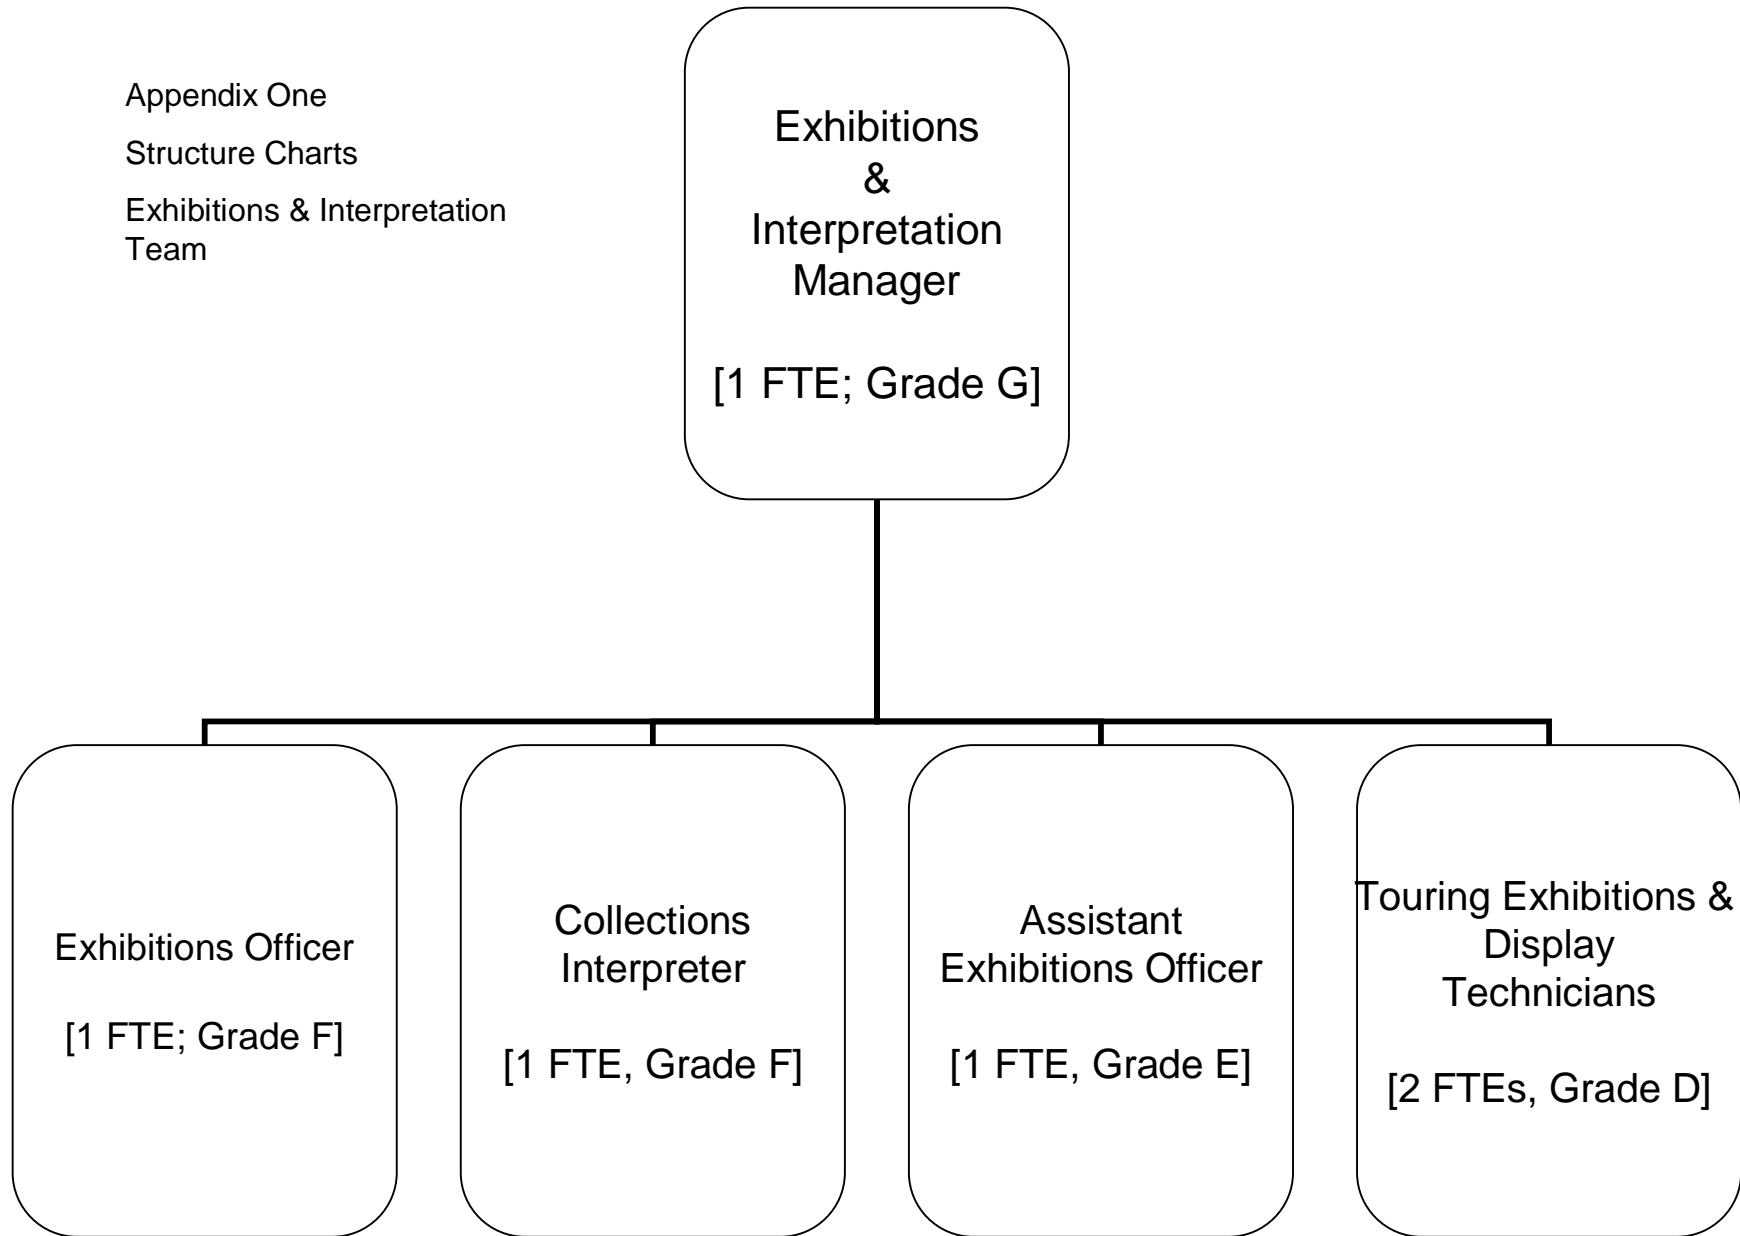 Appendix One
Structure Charts
Exhibitions & Interpretation
Team
Exhibitions
&
Interpretation
Manager
[1 FTE; Grade G]
Exhibitions Officer
[1 FTE; Grade F]
Collections
Interpreter
[1 FTE, Grade F]
Assistant
Exhibitions Officer
[1 FTE, Grade E]
Touring Exhibitions &
Display
Technicians
[2 FTEs, Grade D]